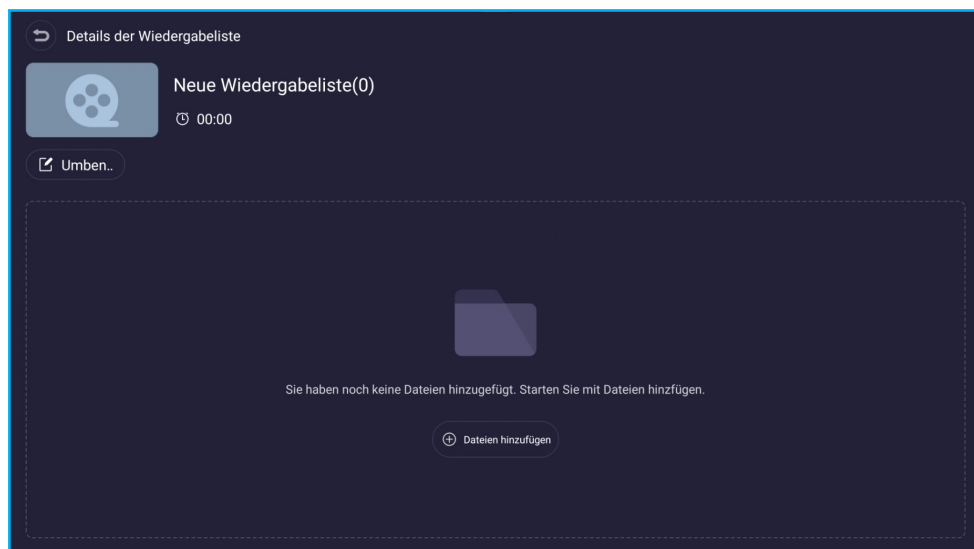 Details der Wiedergabeliste
Neue Wiedergabeliste(0)
00:00
Umben..
Sie haben noch keine Dateien hinzugefügt. Starten Sie mit Dateien hinzfügen.
Dateien hinzufügen